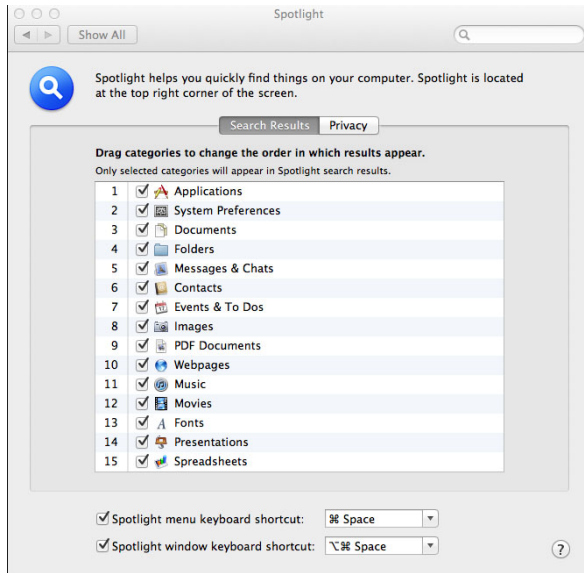 Spotlight
Show All
Spotlight helps you quickly find things on your computer. Spotlight is located
at the top right corner of the screen.
Search Results Privacy
Drag categories to change the order in which results appear.
Only selected categories will appear in Spotlight search results.
1 Applications
2 System Preferences
3 Documents
4 Folders
5 Messages & Chats
6 Contacts
7 Events & To Dos
8 Images
9 PDF Documents
10 Webpages
11 Music
12 Movies
13 Fonts
14 Presentations
15 Spreadsheets
Spotlight menu keyboard shortcut: ⌘ Space
Spotlight window keyboard shortcut: ⌥⌘ Space
?